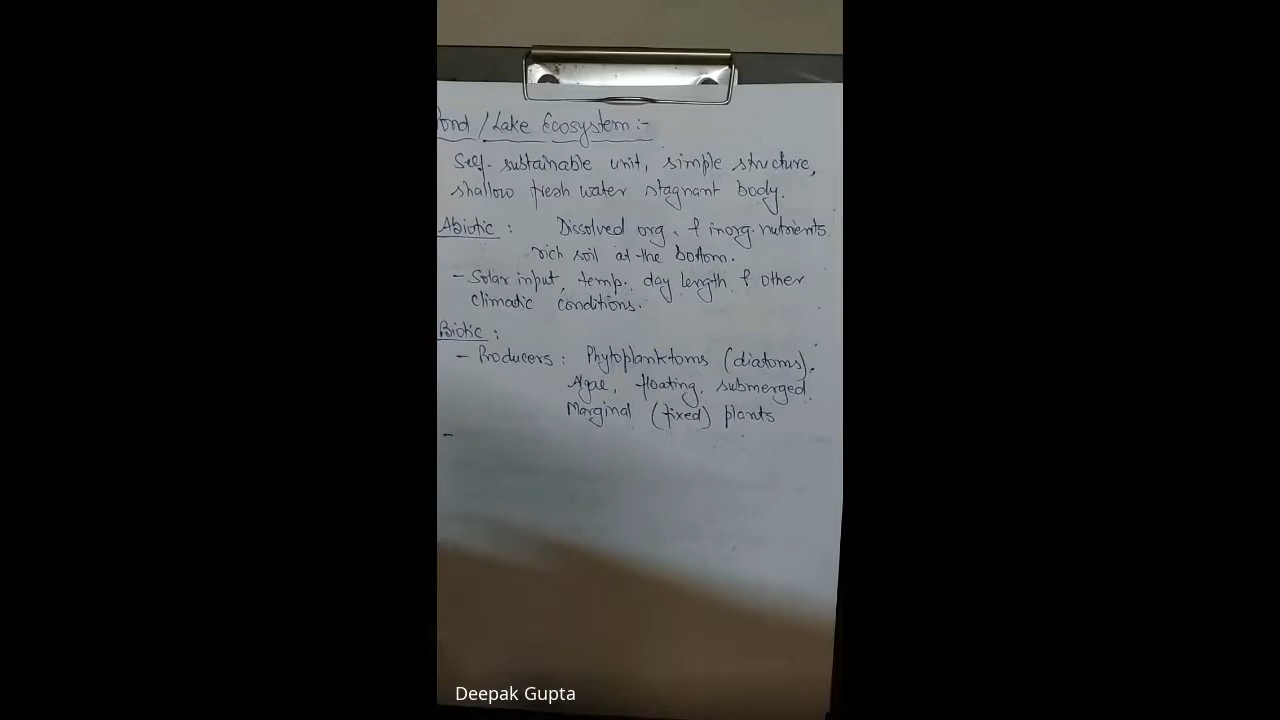 Pond / Lake Ecosystem :-
Self-sustainable unit, simple structure,
shallow fresh water stagnant body.
Abiotic : Dissolved org. & inorg. nutrients
rich soil at the bottom.
- Solar input, temp., day length & other
climatic conditions.
Biotic :
- Producers : Phytoplanktoms (diatoms).
Algae, floating, submerged,
Marginal (fixed) plants
-
Deepak Gupta